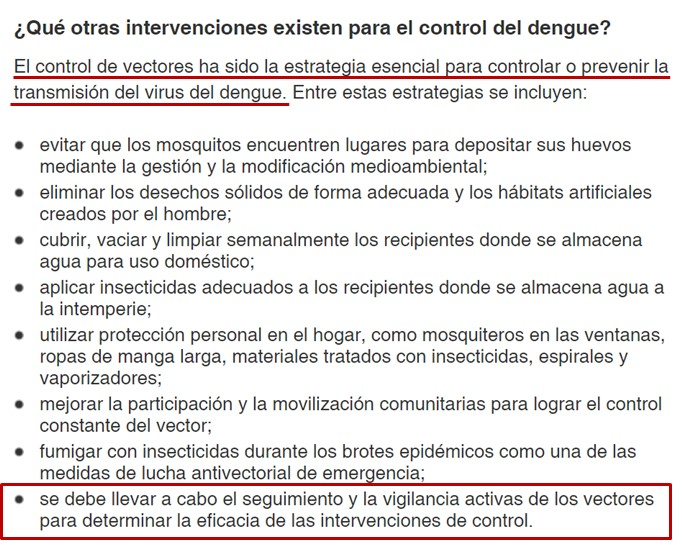 ¿Qué otras intervenciones existen para el control del dengue?
El control de vectores ha sido la estrategia esencial para controlar o prevenir la
transmisión del virus del dengue. Entre estas estrategias se incluyen:
• evitar que los mosquitos encuentren lugares para depositar sus huevos
mediante la gestión y la modificación medioambiental;
• eliminar los desechos sólidos de forma adecuada y los hábitats artificiales
creados por el hombre;
• cubrir, vaciar y limpiar semanalmente los recipientes donde se almacena
agua para uso doméstico;
• aplicar insecticidas adecuados a los recipientes donde se almacena agua a
la intemperie;
• utilizar protección personal en el hogar, como mosquiteros en las ventanas,
ropas de manga larga, materiales tratados con insecticidas, espirales y
vaporizadores;
• mejorar la participación y la movilización comunitarias para lograr el control
constante del vector;
• fumigar con insecticidas durante los brotes epidémicos como una de las
medidas de lucha antivectorial de emergencia;
• se debe llevar a cabo el seguimiento y la vigilancia activas de los vectores
para determinar la eficacia de las intervenciones de control.